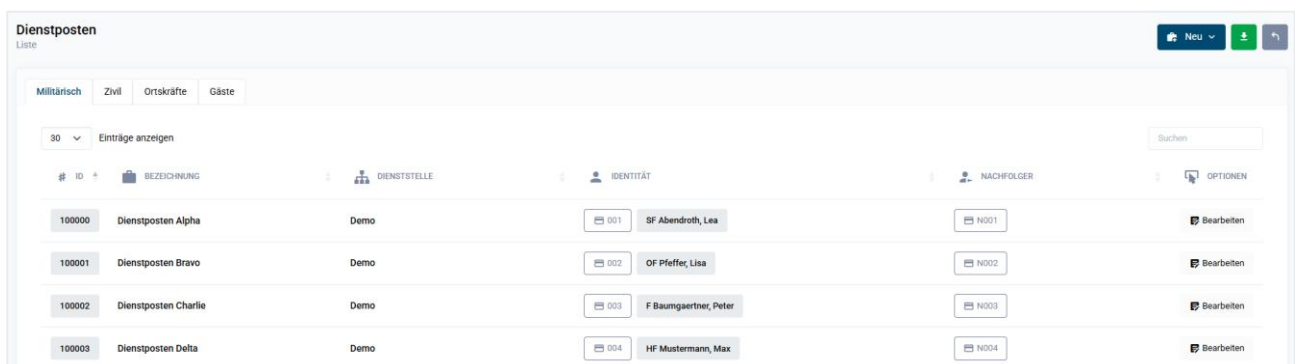 Dienstposten
Liste
Neu
Militärisch Zivil Ortskräfte Gäste
30 Einträge anzeigen Suchen
# ID BEZEICHNUNG DIENSTSTELLE IDENTITÄT NACHFOLGER OPTIONEN
100000 Dienstposten Alpha Demo 001 SF Abendroth, Lea N001 Bearbeiten
100001 Dienstposten Bravo Demo 002 OF Pfeffer, Lisa N002 Bearbeiten
100002 Dienstposten Charlie Demo 003 F Baumgaertner, Peter N003 Bearbeiten
100003 Dienstposten Delta Demo 004 HF Mustermann, Max N004 Bearbeiten